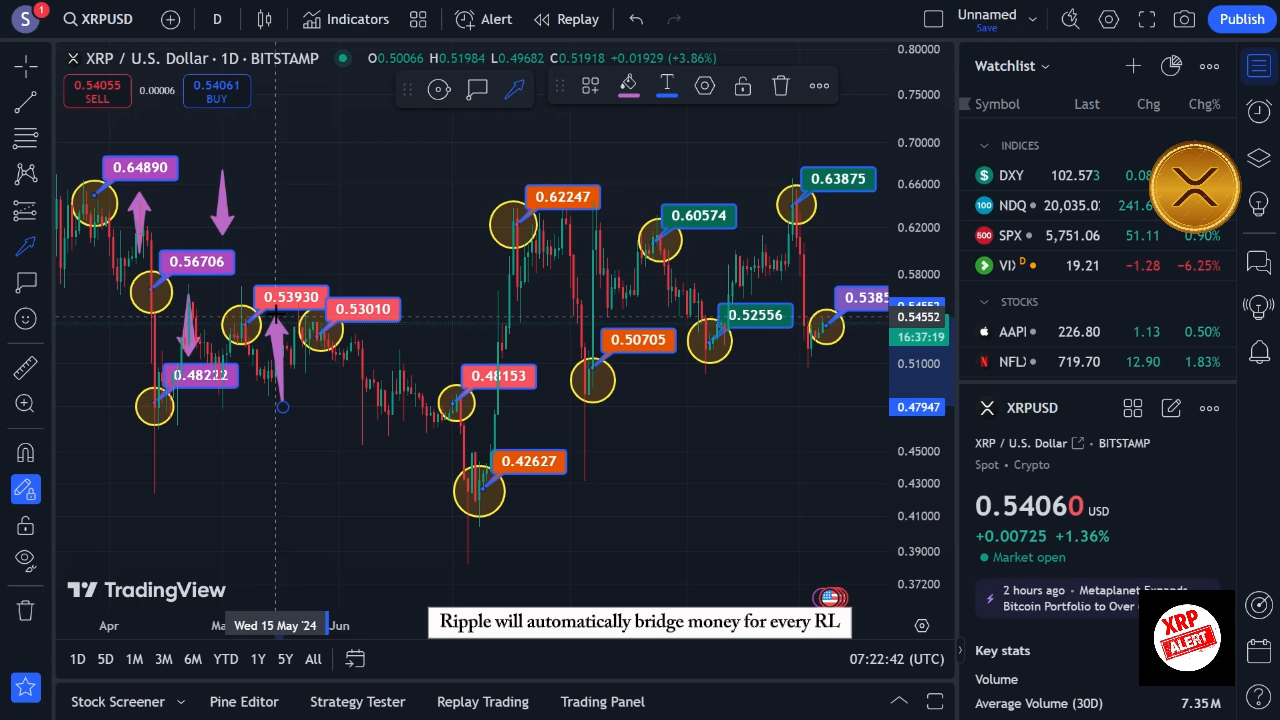 S 1 XRPUSD D Indicators Alert Replay Unnamed Save Publish
XRP / U.S. Dollar · 1D · BITSTAMP O0.50066 H0.51984 L0.49682 C0.51918 +0.01929 (+3.86%)
0.54055 SELL 0.00006 0.54061 BUY
T
0.64890
0.56706
0.48222
0.53930
0.53010
0.48153
0.42627
0.62247
0.50705
0.60574
0.52556
0.63875
0.5385
0.80000
0.75000
0.70000
0.66000
0.62000
0.58000
0.54552
16:37:19
0.51000
0.47947
0.45000
0.43000
0.41000
0.39000
0.37200
TradingView
Apr Wed 15 May '24 Jun
Ripple will automatically bridge money for every RL
1D 5D 1M 3M 6M YTD 1Y 5Y All 07:22:42 (UTC)
Stock Screener Pine Editor Strategy Tester Replay Trading Trading Panel
Watchlist
Symbol Last Chg Chg%
INDICES
$ DXY 102.573
100 NDQ 20,035.0
500 SPX 5,751.06 51.11 0.90%
VIX D 19.21 −1.28 −6.25%
STOCKS
AAPL 226.80 1.13 0.50%
N NFL 719.70 12.90 1.83%
XRPUSD
XRP / U.S. Dollar · BITSTAMP
Spot · Crypto
0.54060 USD
+0.00725 +1.36%
Market open
2 hours ago · Metaplanet Expands
Bitcoin Portfolio to Over
XRP
ALERT
Key stats
Volume
Average Volume (30D) 7.35M